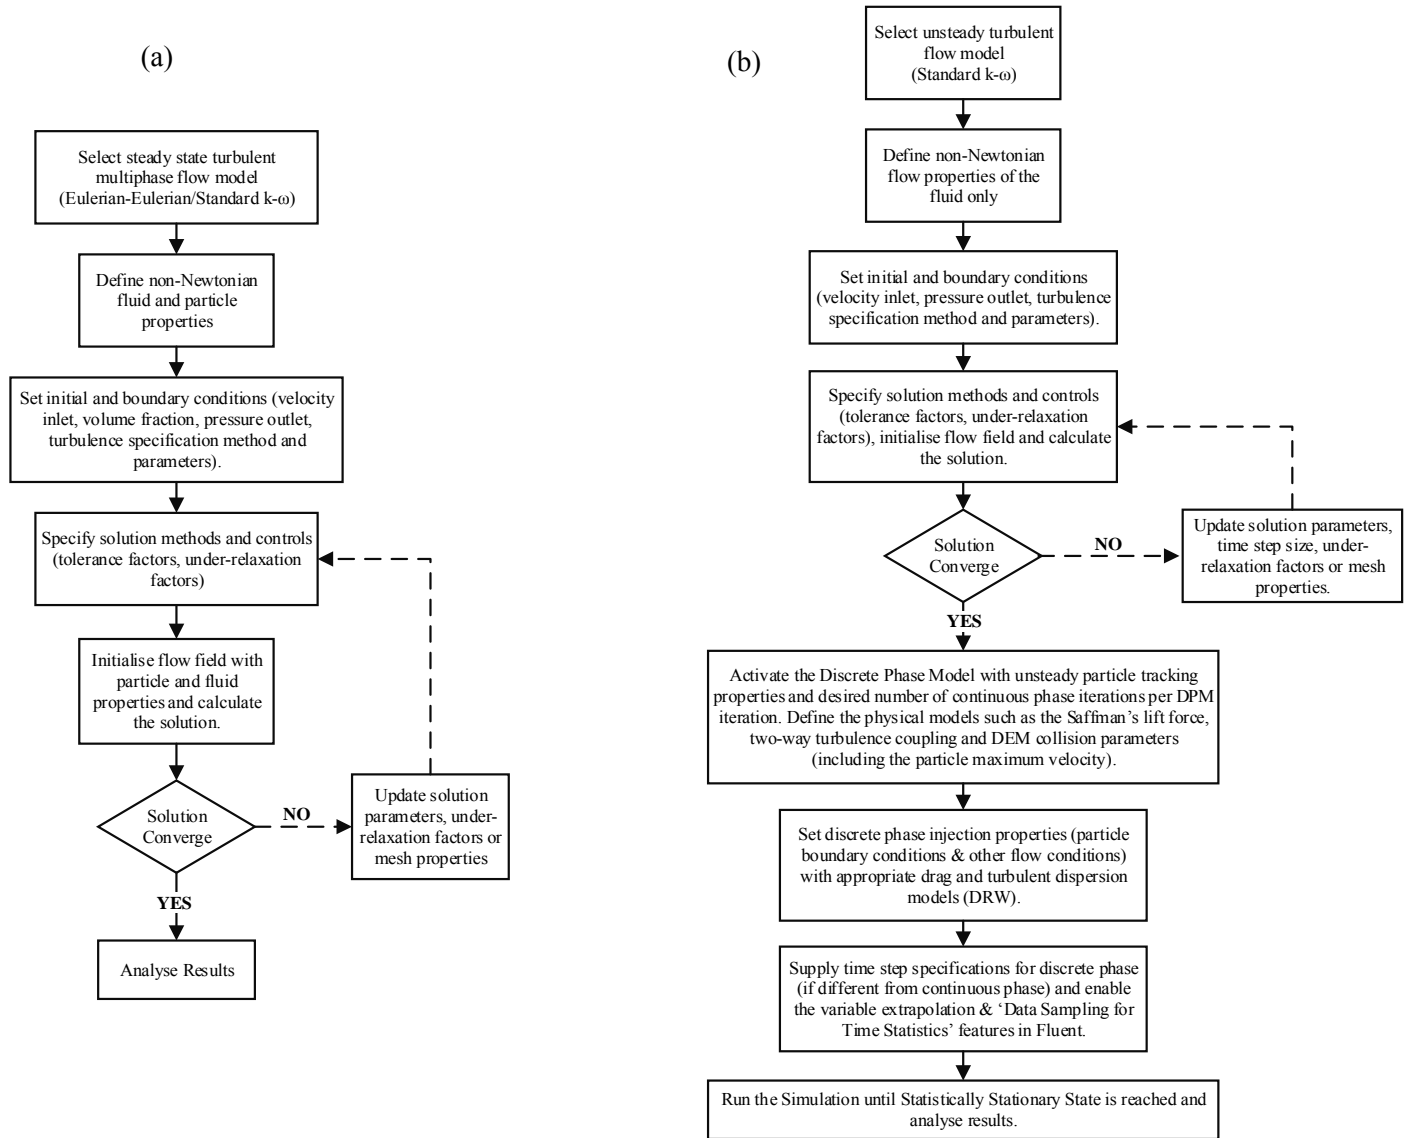 (a)
Select steady state turbulent
multiphase flow model
(Eulerian-Eulerian/Standard k-ω)
Define non-Newtonian
fluid and particle
properties
Set initial and boundary conditions (velocity
inlet, volume fraction, pressure outlet,
turbulence specification method and
parameters).
Specify solution methods and controls
(tolerance factors, under-relaxation
factors)
Initialise flow field with
particle and fluid
properties and calculate
the solution.
Solution
Converge
NO
Update solution
parameters, under-
relaxation factors or
mesh properties
YES
Analyse Results
(b)
Select unsteady turbulent
flow model
(Standard k-ω)
Define non-Newtonian
flow properties of the
fluid only
Set initial and boundary conditions
(velocity inlet, pressure outlet, turbulence
specification method and parameters).
Specify solution methods and controls
(tolerance factors, under-relaxation
factors), initialise flow field and calculate
the solution.
Solution
Converge
NO
Update solution parameters,
time step size, under-
relaxation factors or mesh
properties.
YES
Activate the Discrete Phase Model with unsteady particle tracking
properties and desired number of continuous phase iterations per DPM
iteration. Define the physical models such as the Saffman’s lift force,
two-way turbulence coupling and DEM collision parameters
(including the particle maximum velocity).
Set discrete phase injection properties (particle
boundary conditions & other flow conditions)
with appropriate drag and turbulent dispersion
models (DRW).
Supply time step specifications for discrete phase
(if different from continuous phase) and enable
the variable extrapolation & ‘Data Sampling for
Time Statistics’ features in Fluent.
Run the Simulation until Statistically Stationary State is reached and
analyse results.